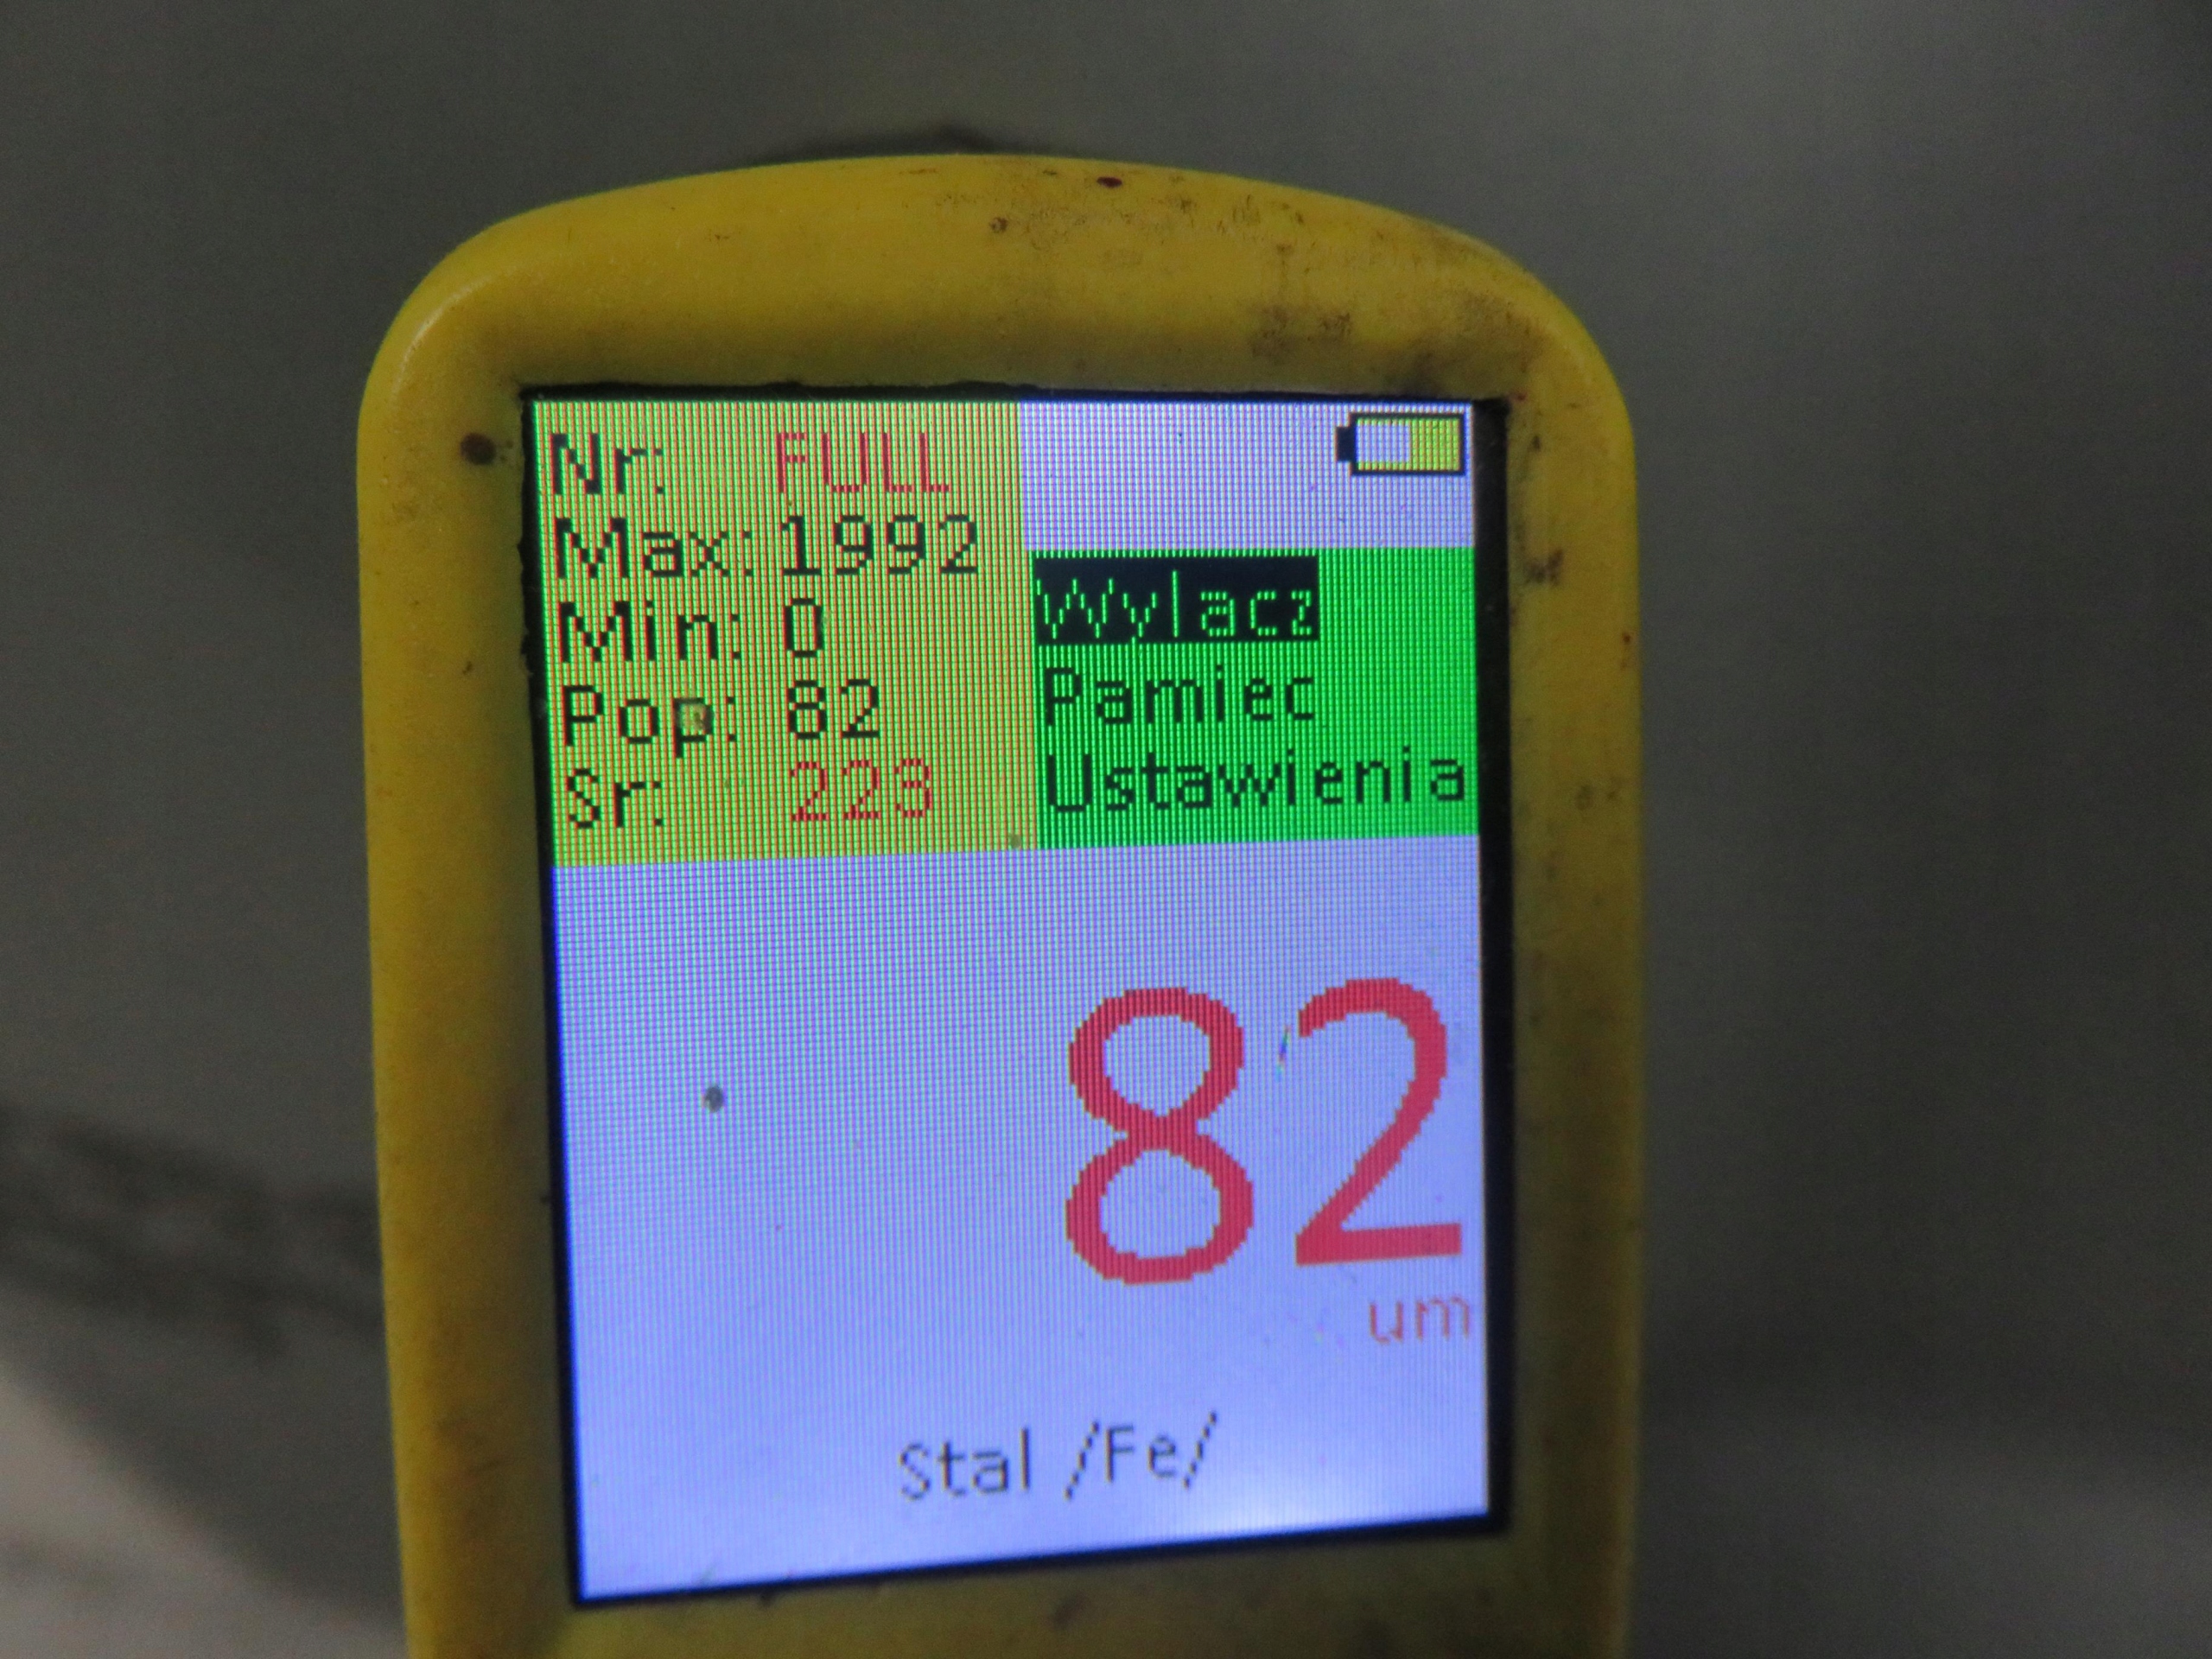 Nr: FULL
Max: 1992
Min: 0
Pop: 82
Sr: 223
Wylacz
Pamiec
Ustawienia
82
um
Stal /Fe/